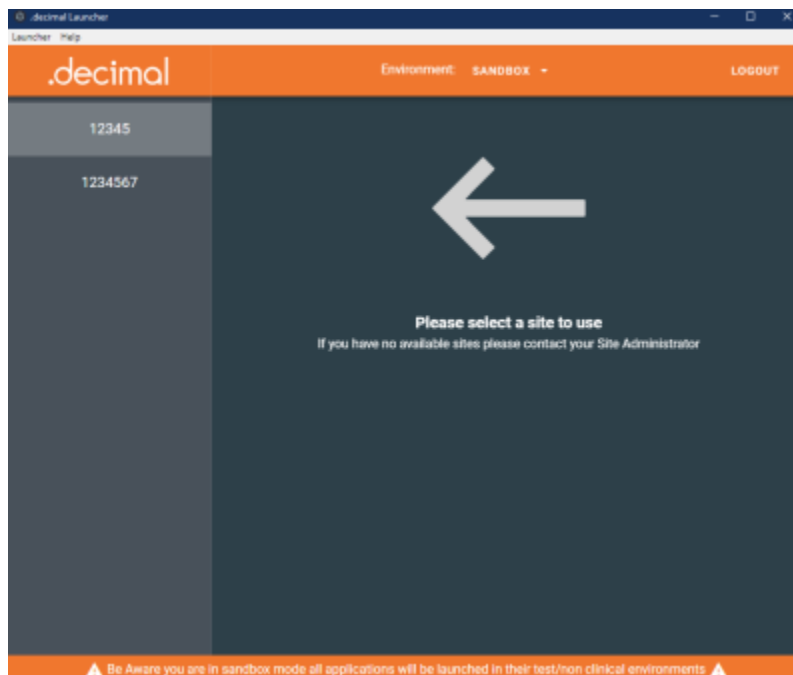 .decimal Launcher
Launcher Help
.decimal
Environment: SANDBOX
LOGOUT
12345
1234567
Please select a site to use
If you have no available sites please contact your Site Administrator
Be Aware you are in sandbox mode all applications will be launched in their test/non clinical environments